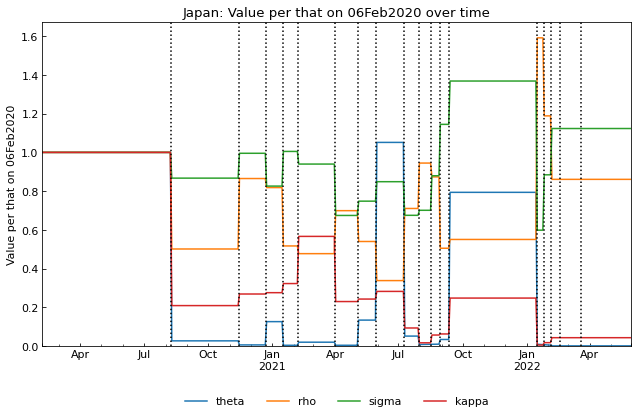 Japan: Value per that on 06Feb2020 over time
Value per that on 06Feb2020
1.6
1.4
1.2
1.0
0.8
0.6
0.4
0.2
0.0
Apr Jul Oct Jan Apr Jul Oct Jan Apr
2021 2022
theta rho sigma kappa